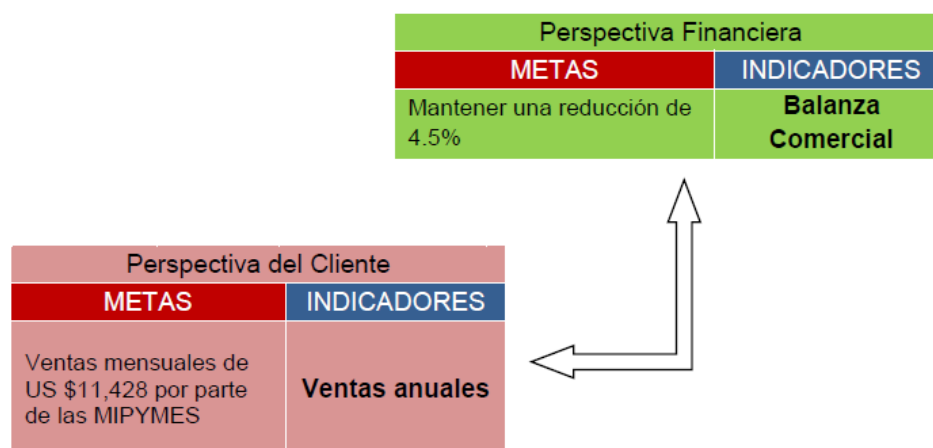 Perspectiva Financiera
METAS INDICADORES
Mantener una reducción de
4.5%
Balanza
Comercial
Perspectiva del Cliente
METAS INDICADORES
Ventas mensuales de
US $11,428 por parte
de las MIPYMES
Ventas anuales